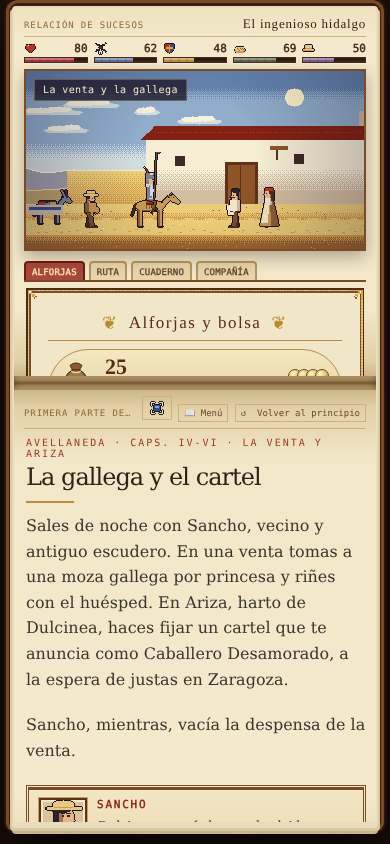 RELACIÓN DE SUCESOS
El ingenioso hidalgo
80 62 48 69 50
La venta y la gallega
ALFORJAS RUTA CUADERNO COMPAÑÍA
Alforjas y bolsa
25
PRIMERA PARTE DE…
Menú
↺ Volver al principio
AVELLANEDA · CAPS. IV-VI · LA VENTA Y
ARIZA
La gallega y el cartel
Sales de noche con Sancho, vecino y
antiguo escudero. En una venta tomas a
una moza gallega por princesa y riñes
con el huésped. En Ariza, harto de
Dulcinea, haces fijar un cartel que te
anuncia como Caballero Desamorado, a
la espera de justas en Zaragoza.
Sancho, mientras, vacía la despensa de la
venta.
SANCHO